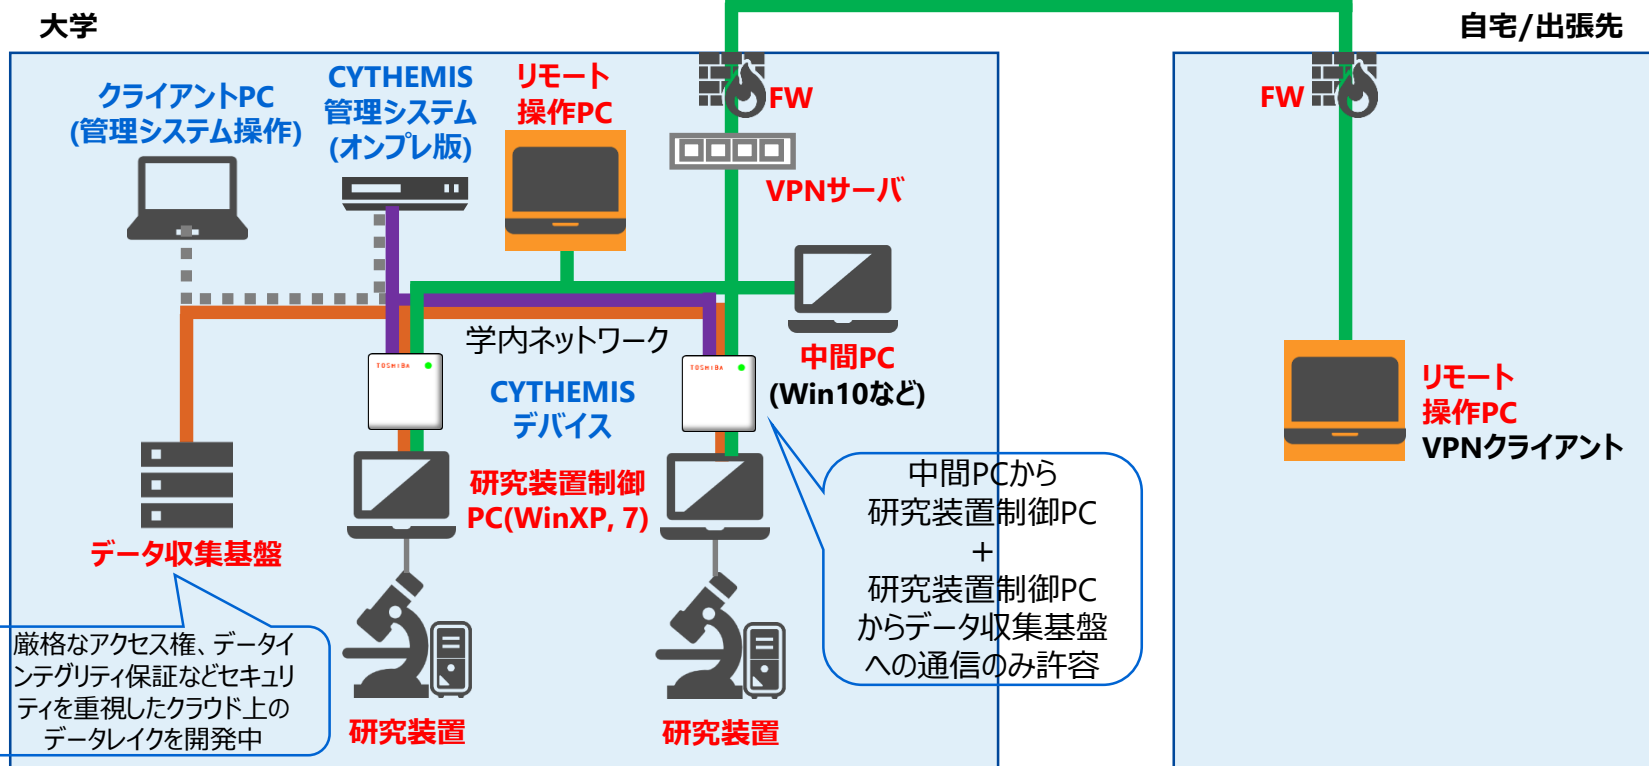 大学
自宅/出張先
クライアントPC
(管理システム操作)
CYTHEMIS
管理システム
(オンプレ版)
リモート
操作PC
FW
VPNサーバ
FW
学内ネットワーク
中間PC
(Win10など)
TOSHIBA
TOSHIBA
CYTHEMIS
デバイス
リモート
操作PC
VPNクライアント
研究装置制御
PC(WinXP, 7)
中間PCから
研究装置制御PC
+
研究装置制御PC
からデータ収集基盤
への通信のみ許容
データ収集基盤
厳格なアクセス権、データイ
ンテグリティ保証などセキュリ
ティを重視したクラウド上の
データレイクを開発中
研究装置
研究装置